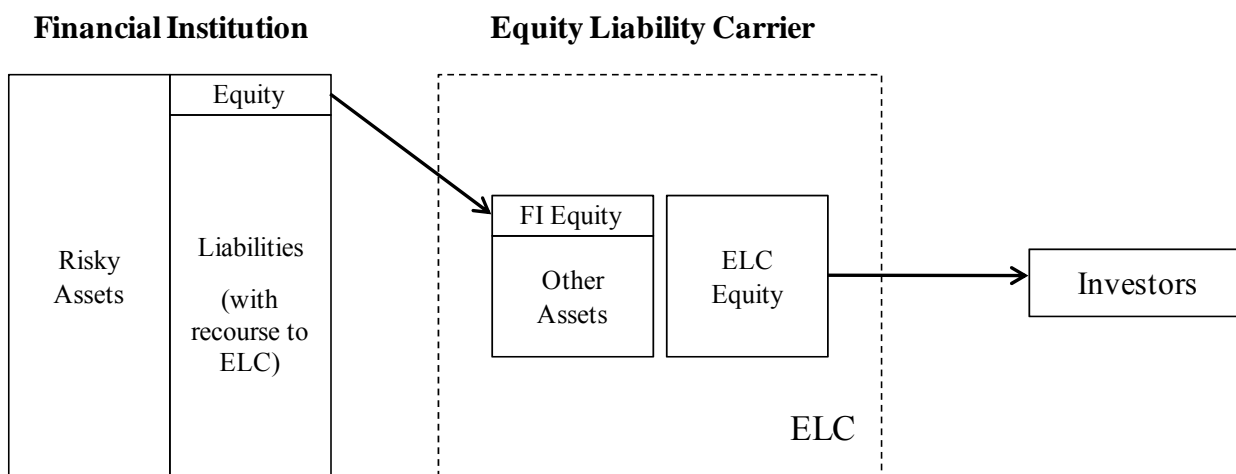 Financial Institution
Equity Liability Carrier
Equity
Risky
Assets
Liabilities
(with
recourse to
ELC)
FI Equity
Other
Assets
ELC
Equity
Investors
ELC